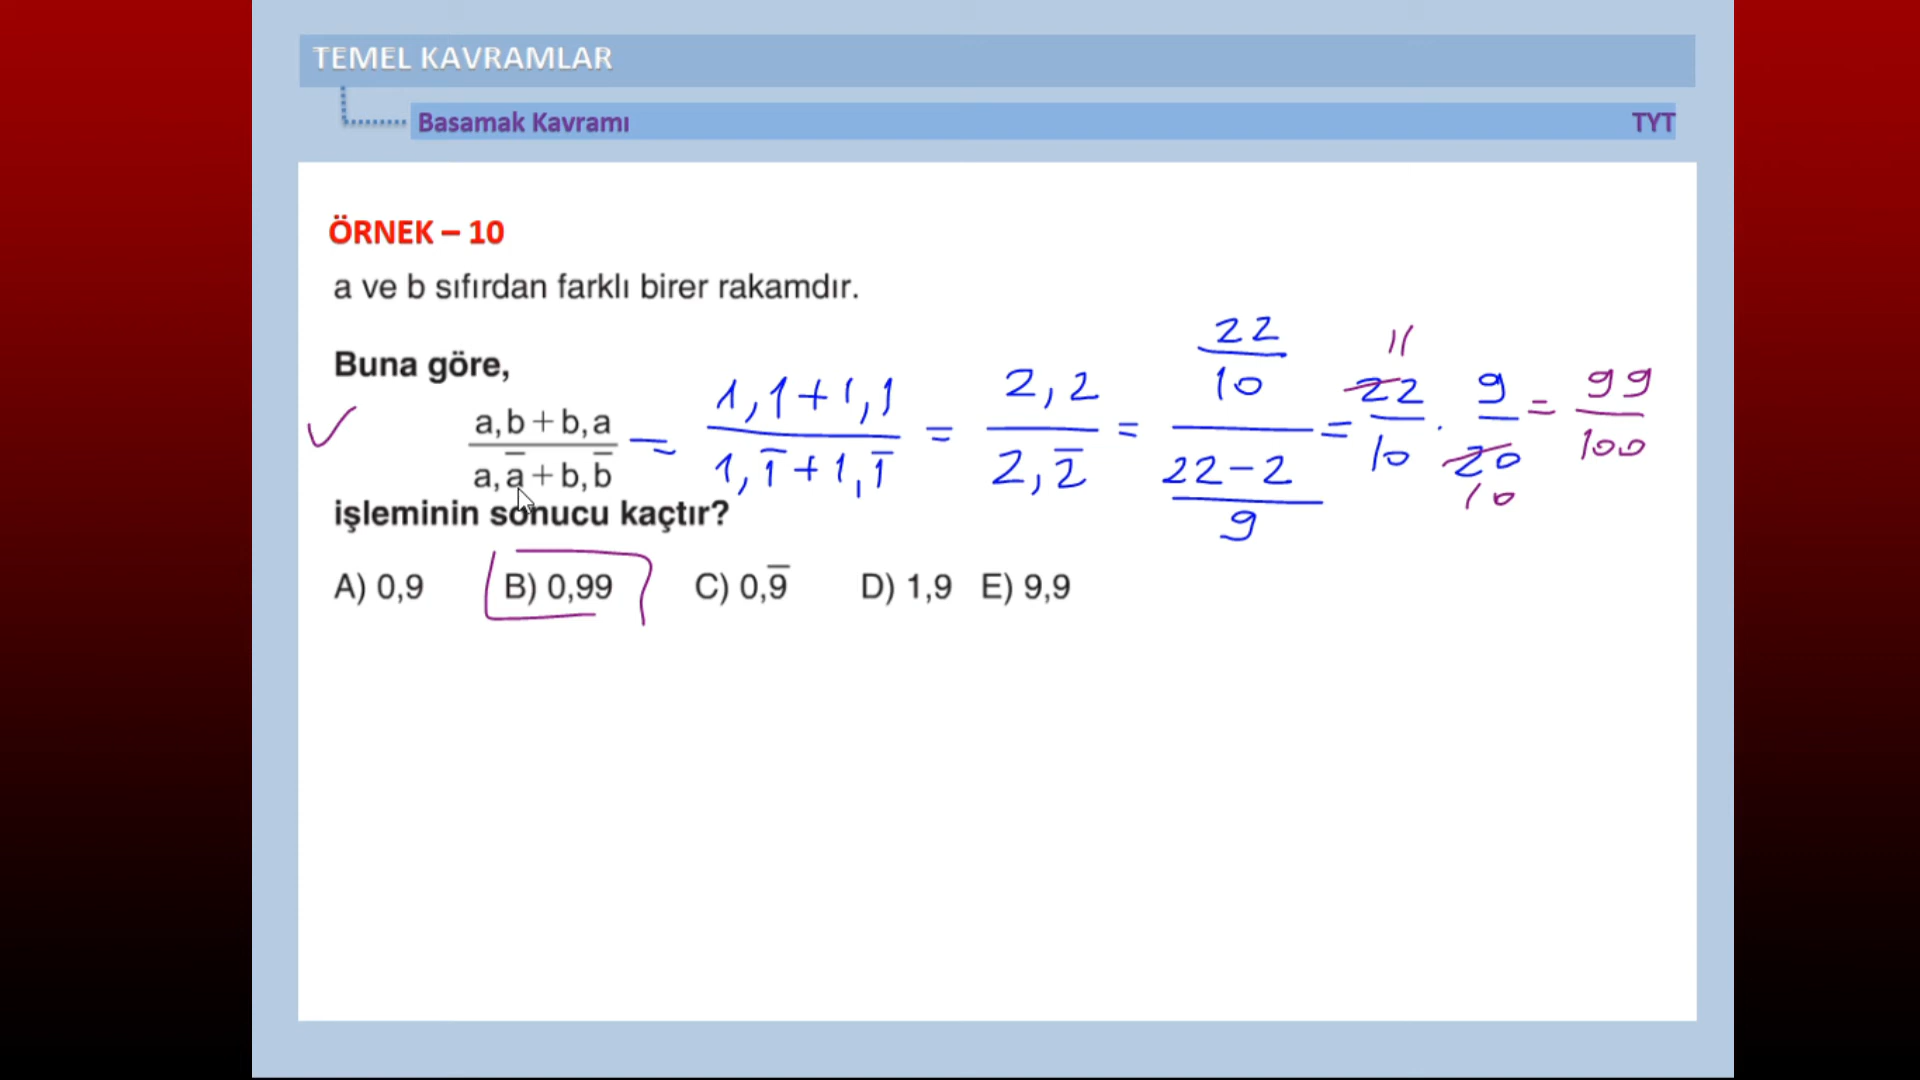 TEMEL KAVRAMLAR
Basamak Kavramı TYT
ÖRNEK – 10
a ve b sıfırdan farklı birer rakamdır.
Buna göre,
a,b + b,a / a,a̅ + b,b̅ = 1,1 + 1,1 / 1,1̅ + 1,1̅ = 2,2 / 2,2̅ = 22/10 / 22 - 2/9 = 22/10 · 9/20 = 99/100
11
10
işleminin sonucu kaçtır?
A) 0,9 B) 0,99 C) 0,9̅ D) 1,9 E) 9,9